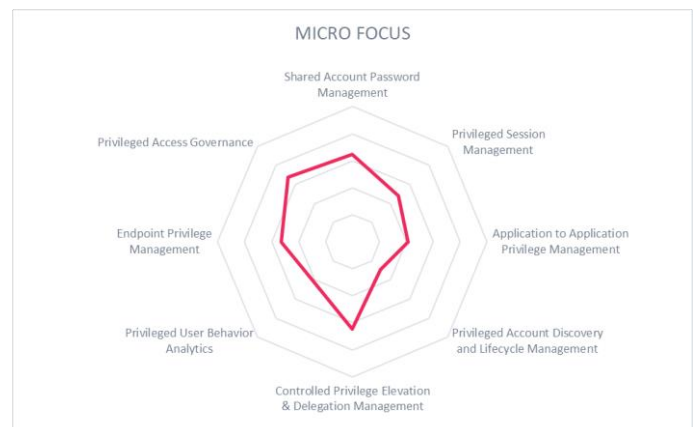 MICRO FOCUS
Shared Account Password
Management
Privileged Session
Management
Application to Application
Privilege Management
Privileged Account Discovery
and Lifecycle Management
Controlled Privilege Elevation
& Delegation Management
Privileged User Behavior
Analytics
Endpoint Privilege
Management
Privileged Access Governance